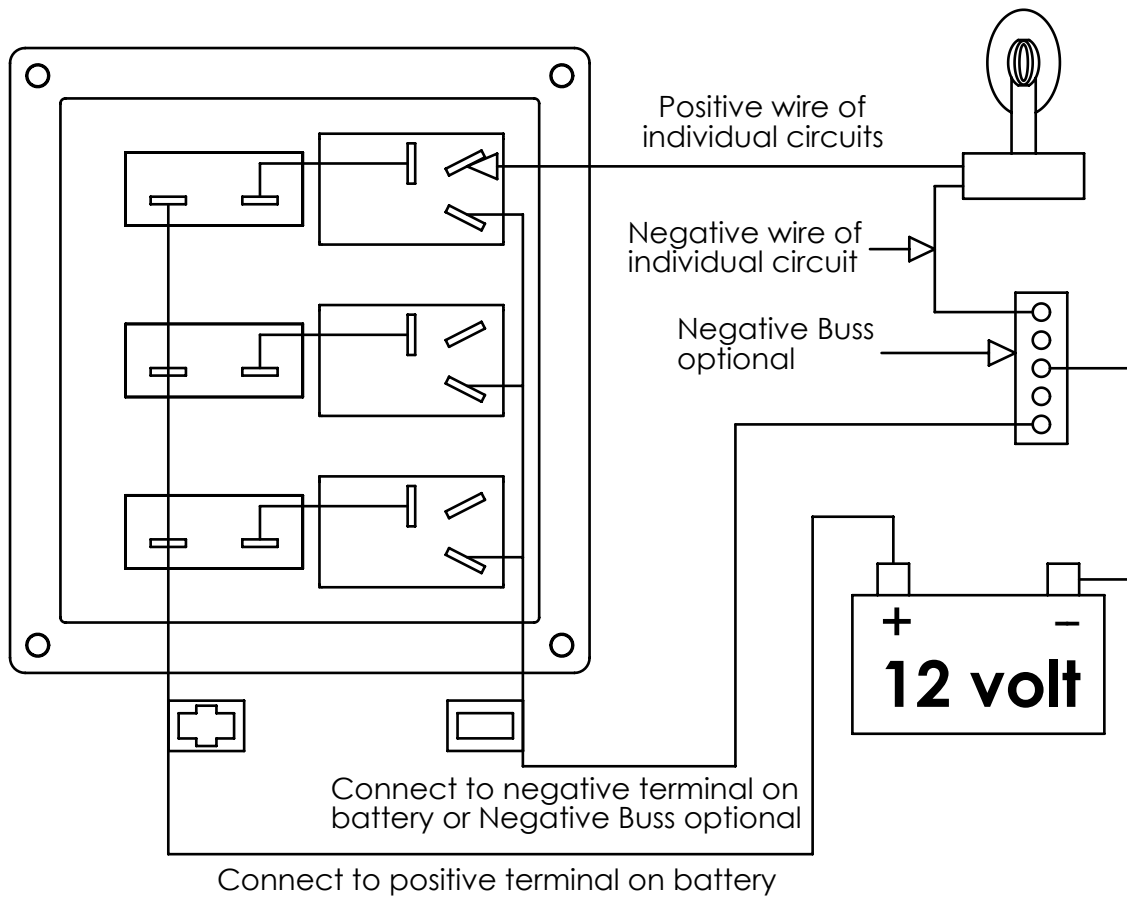 Positive wire of
individual circuits
Negative wire of
individual circuit
Negative Buss
optional
+ −
12 volt
Connect to negative terminal on
battery or Negative Buss optional
Connect to positive terminal on battery